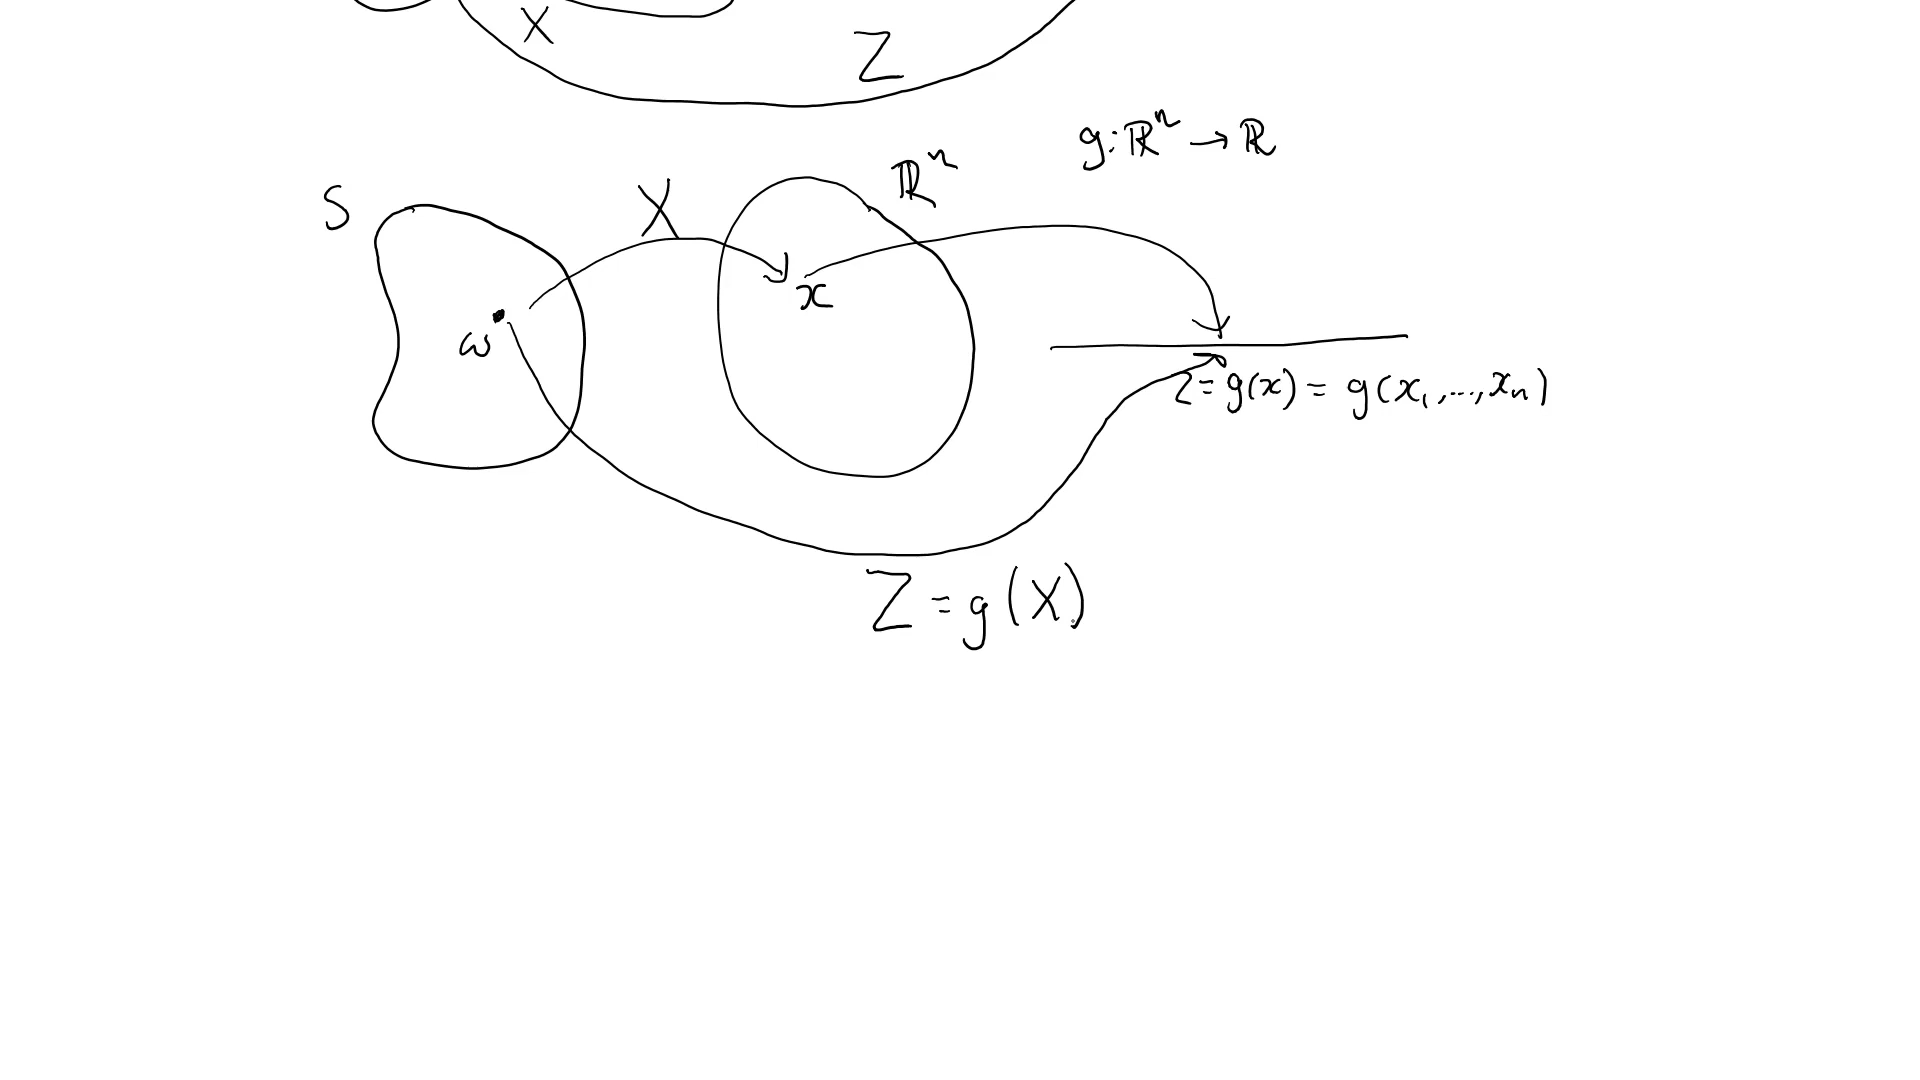 X
Z
g: ℝⁿ → ℝ
S
X
ℝⁿ
x
ω
z = g(x) = g(x₁, ..., xₙ)
Z = g(X)